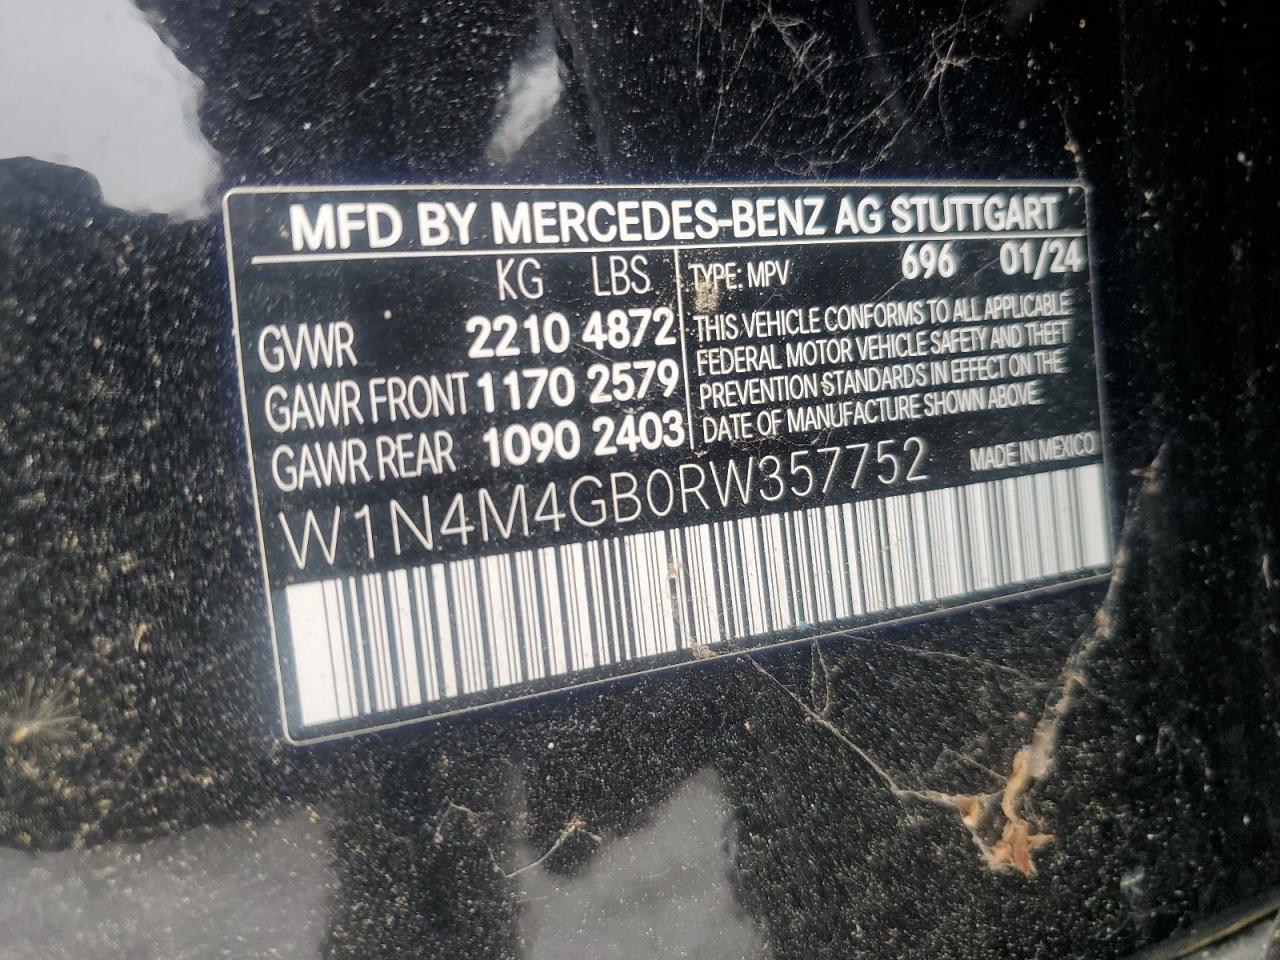 MFD BY MERCEDES-BENZ AG STUTTGART
KG LBS
GVWR 2210 4872
GAWR FRONT 1170 2579
GAWR REAR 1090 2403
TYPE: MPV 696 01/24
THIS VEHICLE CONFORMS TO ALL APPLICABLE
FEDERAL MOTOR VEHICLE SAFETY AND THEFT
PREVENTION STANDARDS IN EFFECT ON THE
DATE OF MANUFACTURE SHOWN ABOVE
W1N4M4GB0RW357752 MADE IN MEXICO